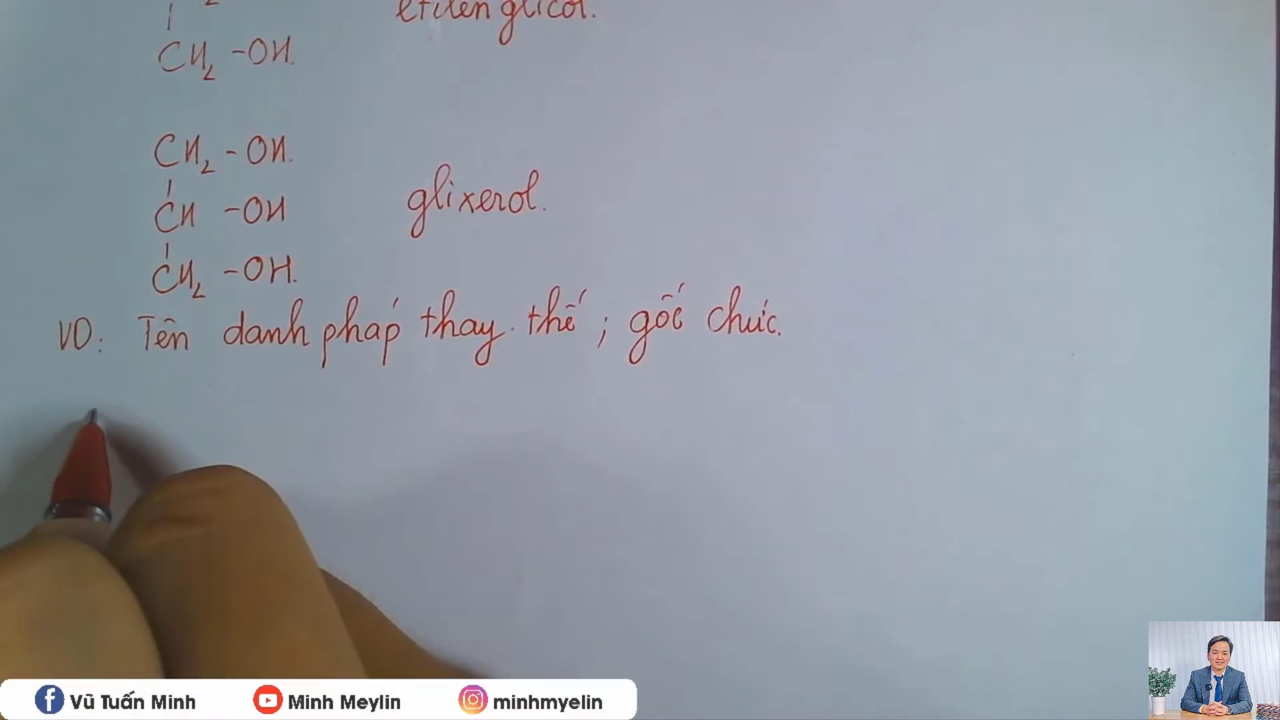 etilen glicol.
CH₂ -OH.
CH₂ - OH.
CH -OH
glixerol.
CH₂ -OH.
VD: Tên danh pháp thay thế ; gốc chức.
Vũ Tuấn Minh
Minh Meylin
minhmyelin